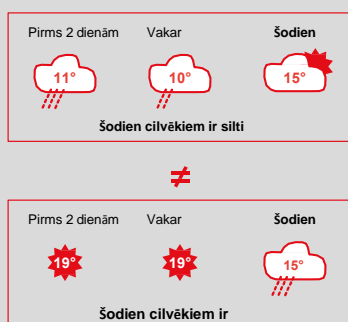 Pirms 2 dienām Vakar Šodien
11° 10° 15°
Šodien cilvēkiem ir silti
≠
Pirms 2 dienām Vakar Šodien
19° 19° 15°
Šodien cilvēkiem ir